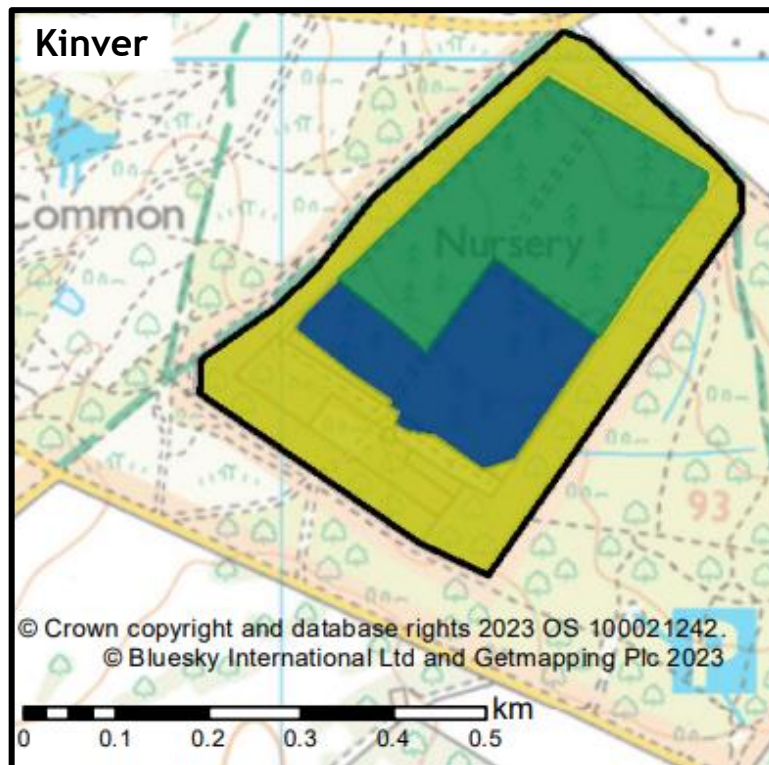 Kinver
Common
Nursery
93
© Crown copyright and database rights 2023 OS 100021242.
© Bluesky International Ltd and Getmapping Plc 2023
km
0 0.1 0.2 0.3 0.4 0.5